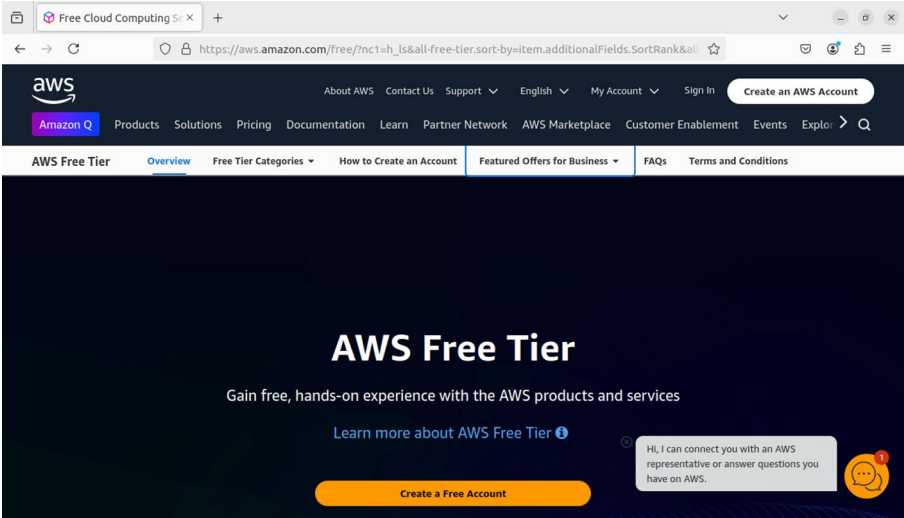 Free Cloud Computing Se
https://aws.amazon.com/free/?nc1=h_ls&all-free-tier.sort-by=item.additionalFields.SortRank&all
aws
About AWS Contact Us Support English My Account Sign In Create an AWS Account
Amazon Q Products Solutions Pricing Documentation Learn Partner Network AWS Marketplace Customer Enablement Events Explor
AWS Free Tier Overview Free Tier Categories How to Create an Account Featured Offers for Business FAQs Terms and Conditions
AWS Free Tier
Gain free, hands-on experience with the AWS products and services
Learn more about AWS Free Tier
Hi, I can connect you with an AWS
representative or answer questions you
have on AWS.
1
Create a Free Account